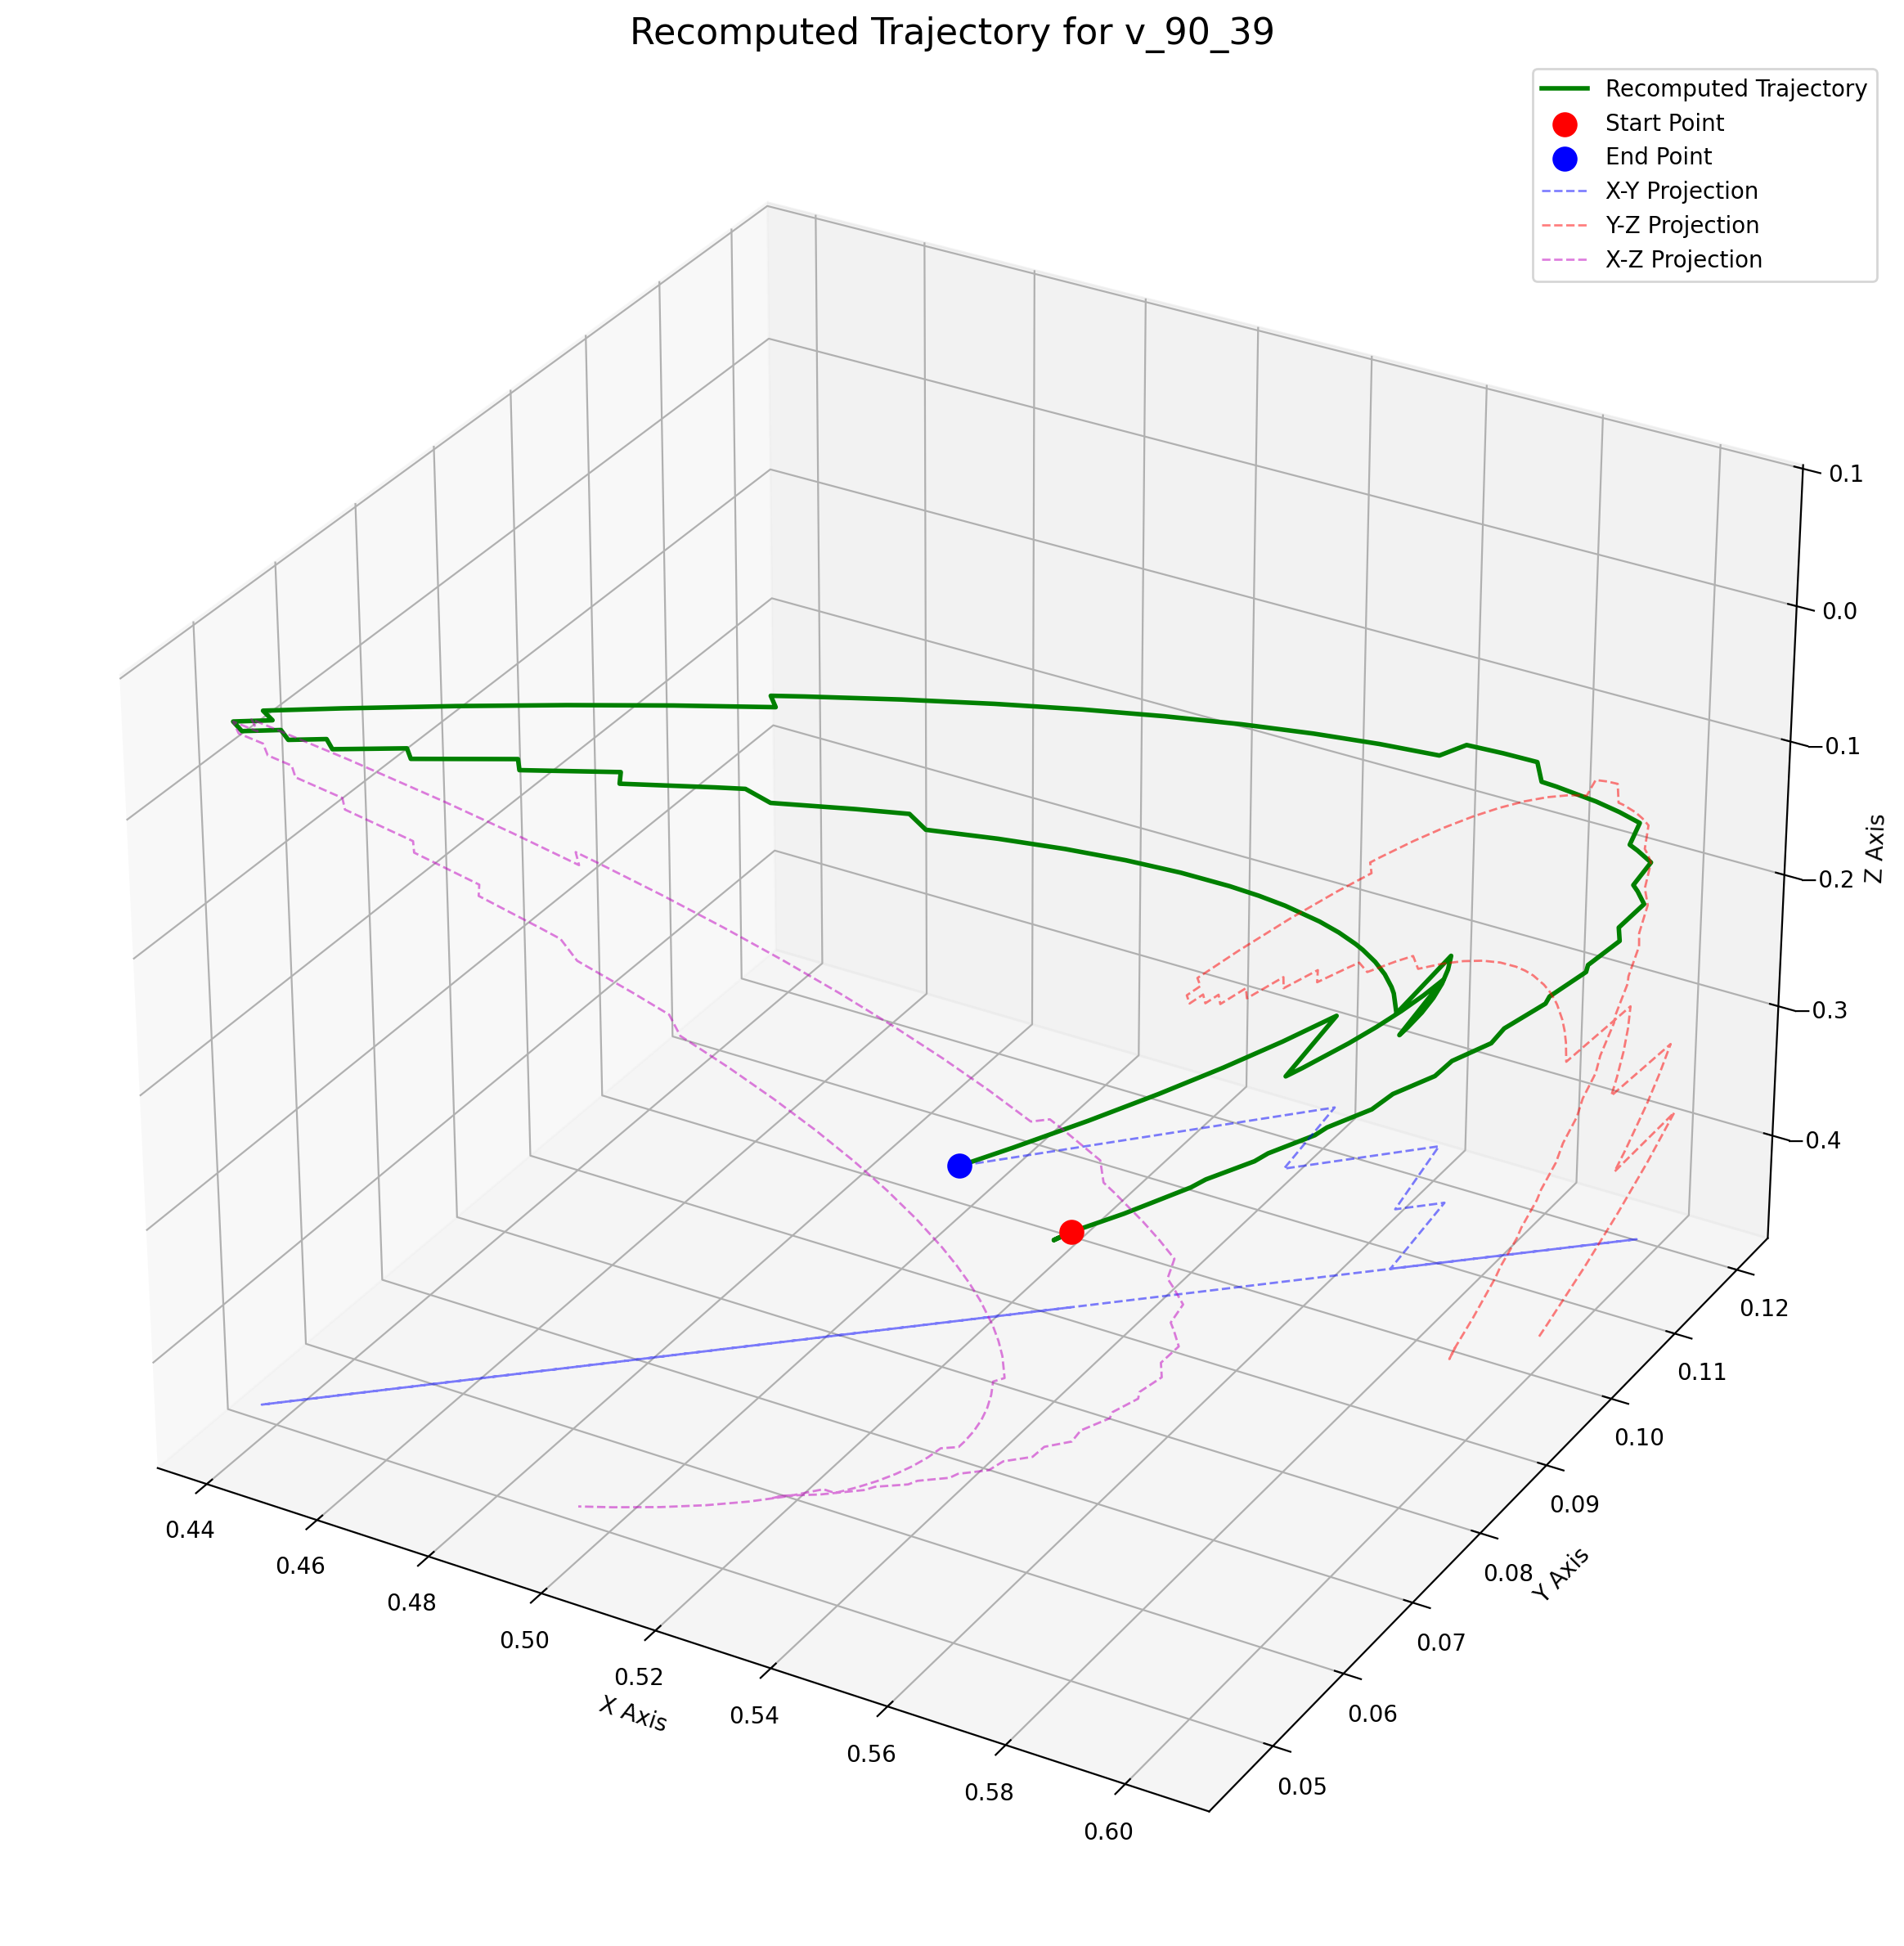 Recomputed Trajectory for v_90_39
Recomputed Trajectory
Start Point
End Point
X-Y Projection
Y-Z Projection
X-Z Projection
0.1
0.0
−0.1
−0.2
−0.3
−0.4
Z Axis
0.12
0.11
0.10
0.09
0.08
0.07
0.06
0.05
Y Axis
0.44
0.46
0.48
0.50
0.52
0.54
0.56
0.58
0.60
X Axis